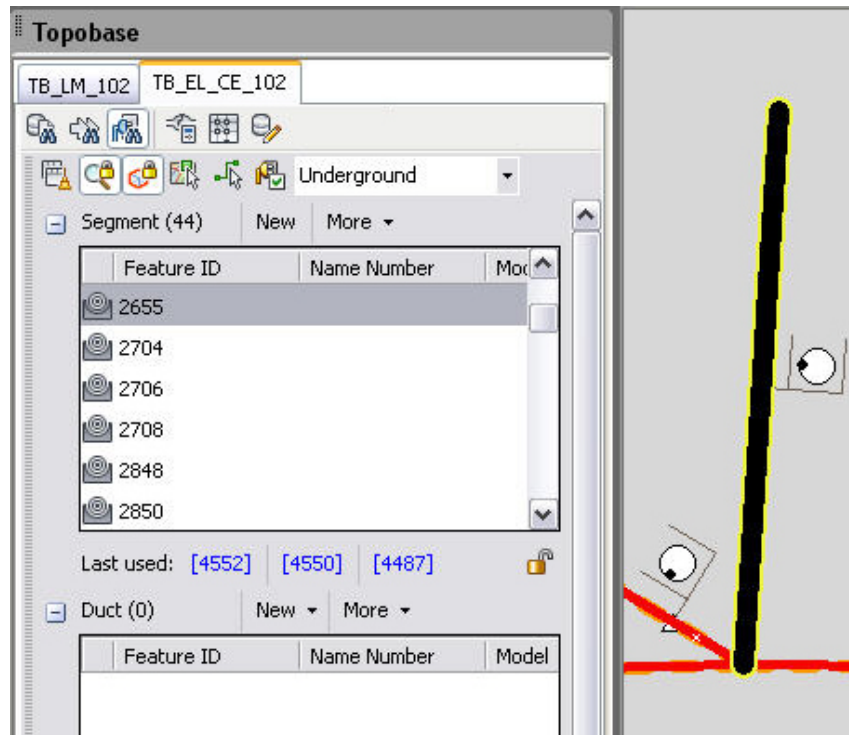 Topobase
TB_LM_102 TB_EL_CE_102
Underground
Segment (44) New More
Feature ID Name Number Moc
2655
2704
2706
2708
2848
2850
Last used: [4552] [4550] [4487]
Duct (0) New More
Feature ID Name Number Model